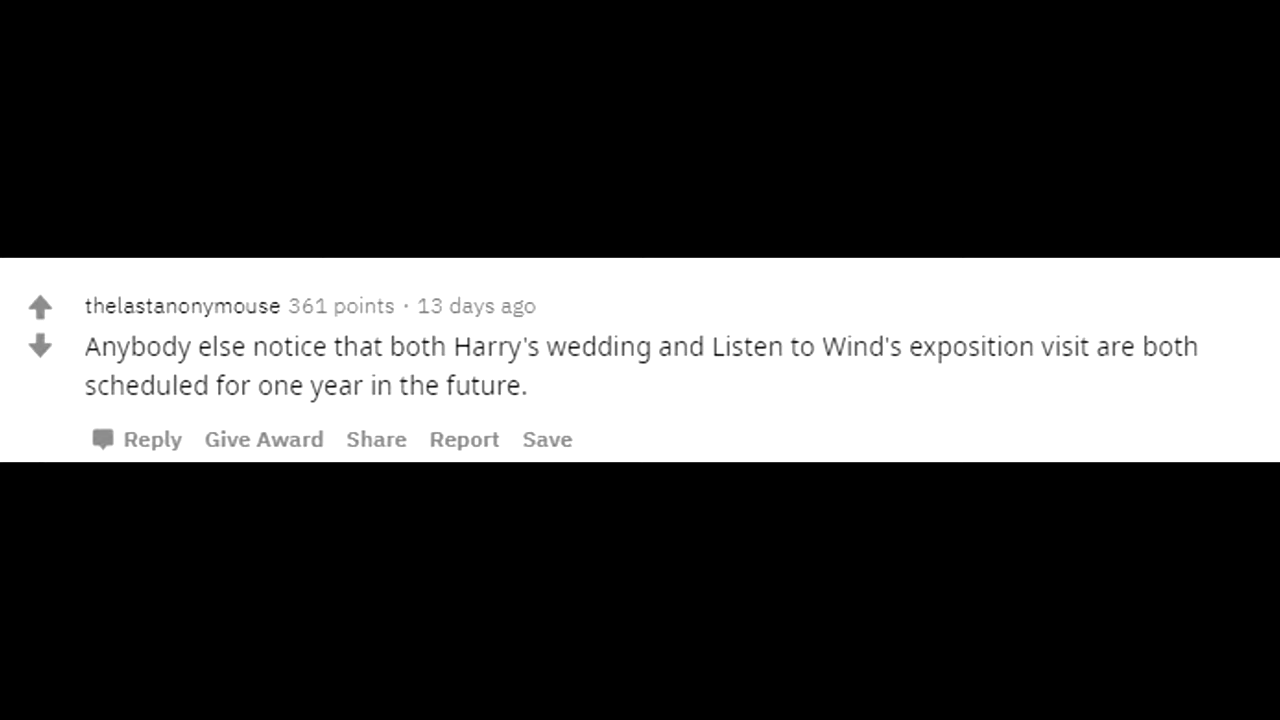 thelastanonymouse 361 points · 13 days ago
Anybody else notice that both Harry's wedding and Listen to Wind's exposition visit are both
scheduled for one year in the future.
Reply Give Award Share Report Save